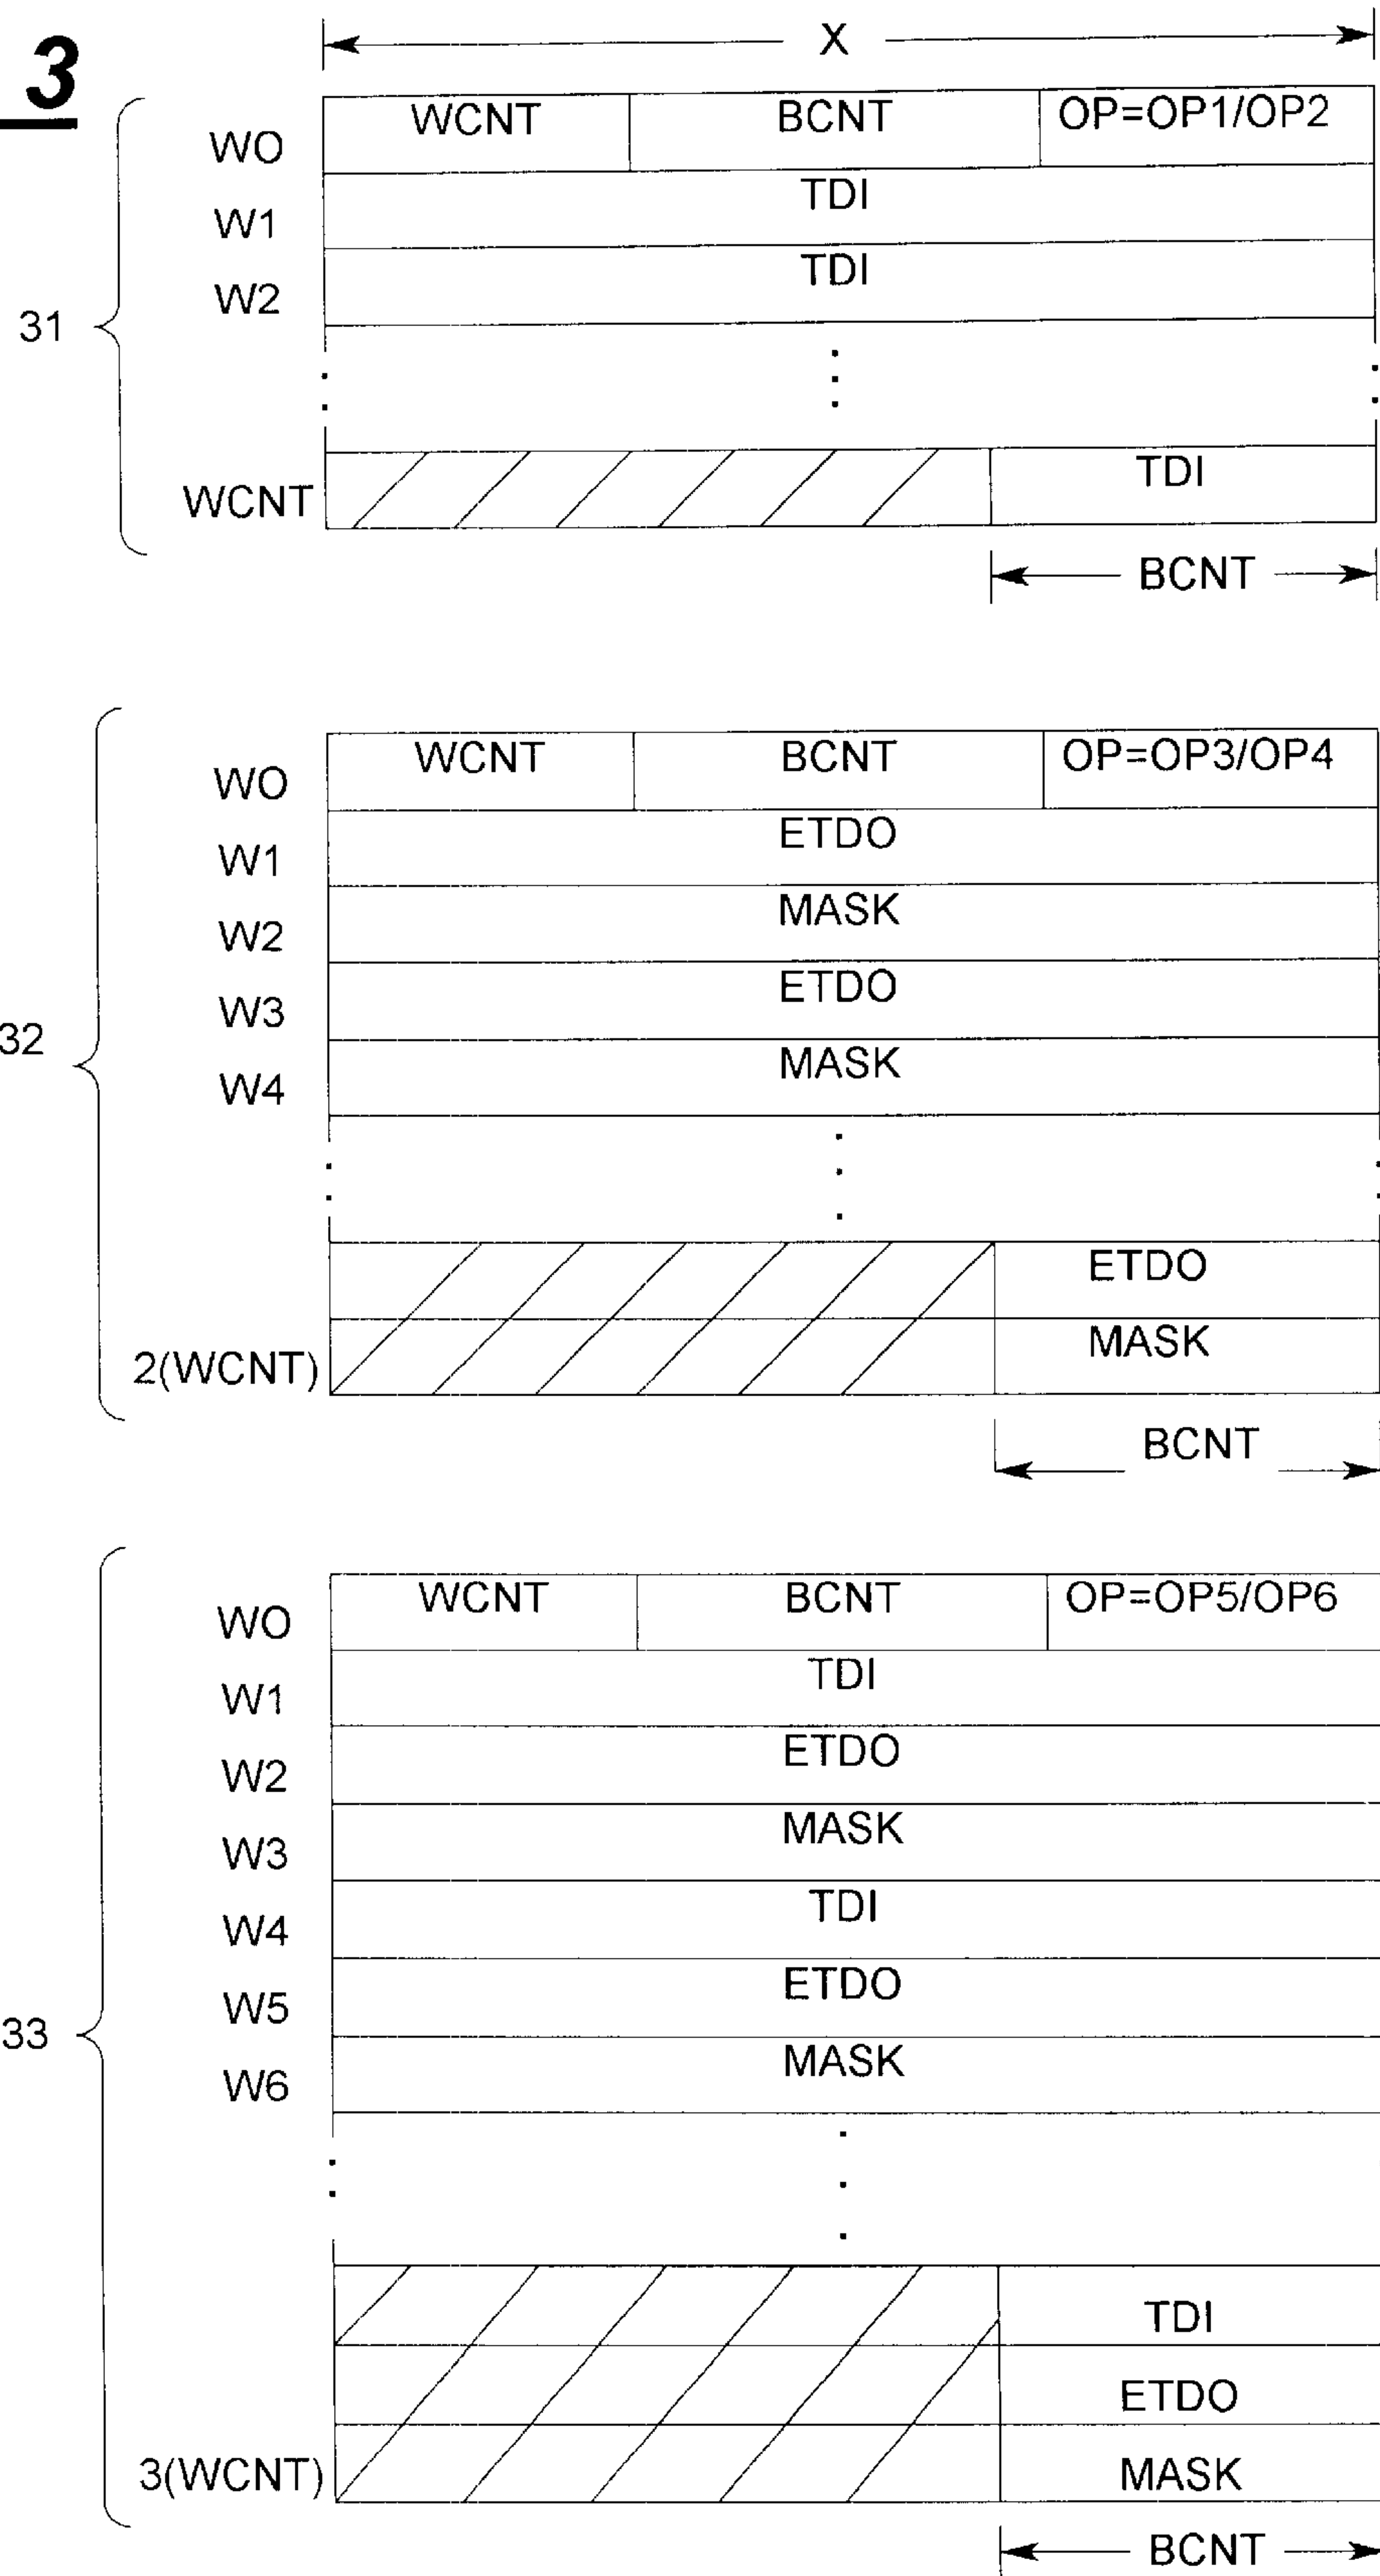 3
X
WCNT BCNT OP=OP1/OP2
W0
TDI
W1
TDI
W2
31
TDI
WCNT
BCNT
WCNT BCNT OP=OP3/OP4
W0
ETDO
W1
MASK
W2
ETDO
W3
32
MASK
W4
ETDO
MASK
2(WCNT)
BCNT
WCNT BCNT OP=OP5/OP6
W0
TDI
W1
ETDO
W2
MASK
W3
TDI
W4
ETDO
W5
33
MASK
W6
TDI
ETDO
MASK
3(WCNT)
BCNT